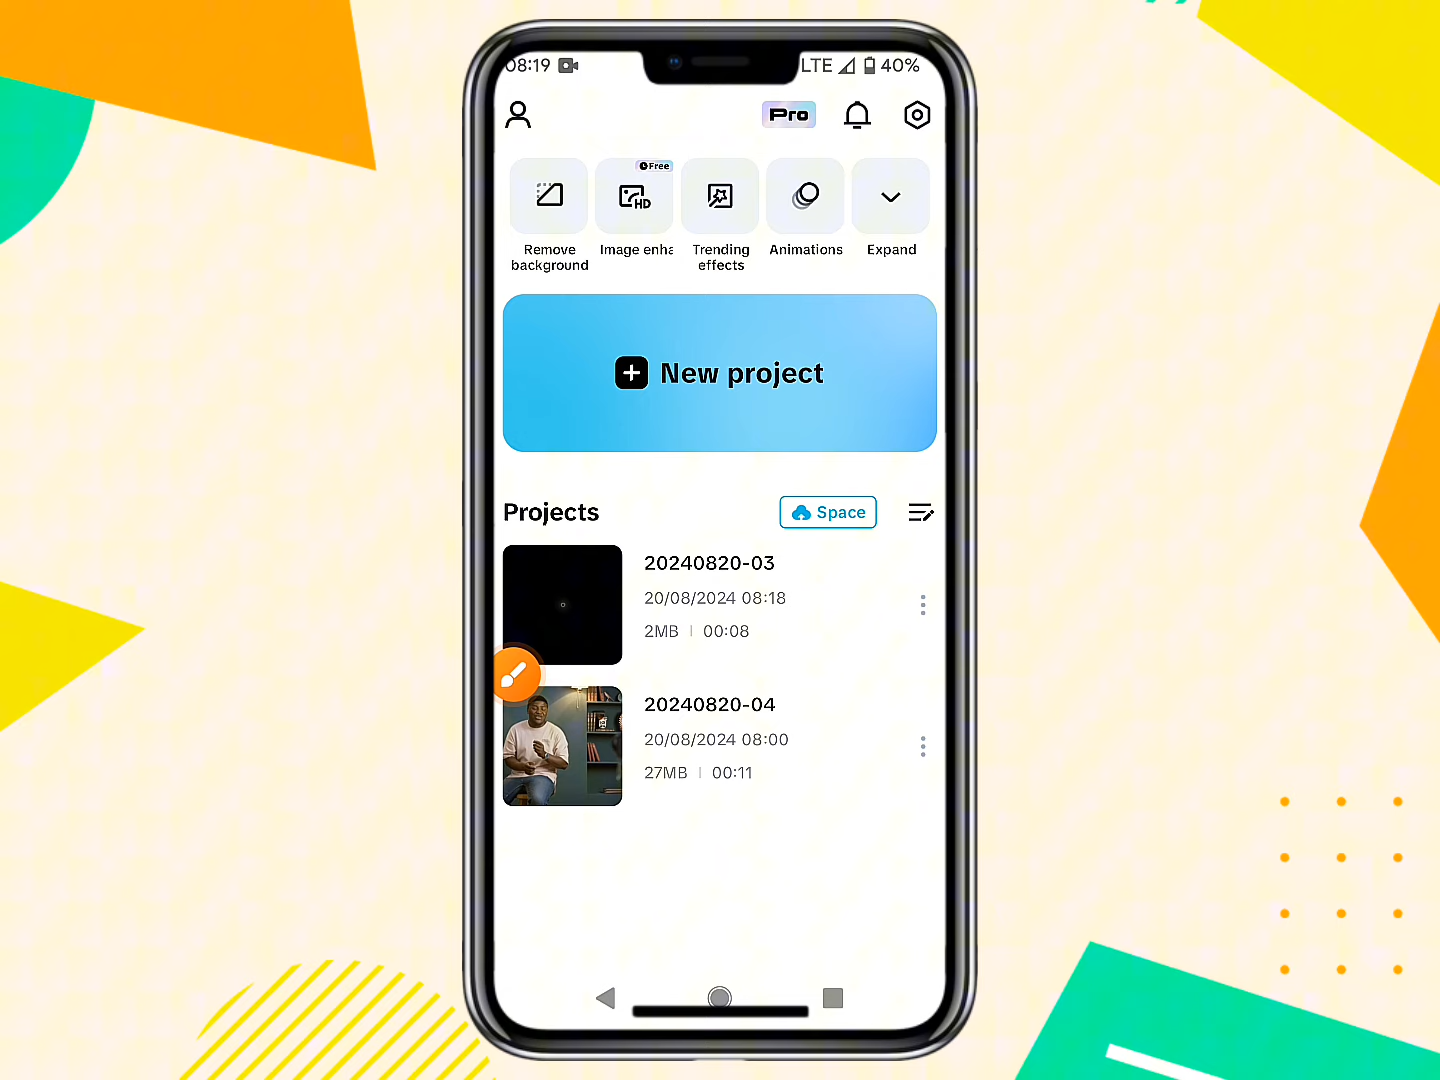 08:19
LTE 40%
Pro
Free
HD
Remove background
Image enha
Trending effects
Animations
Expand
New project
Projects
Space
20240820-03
20/08/2024 08:18
2MB | 00:08
20240820-04
20/08/2024 08:00
27MB | 00:11